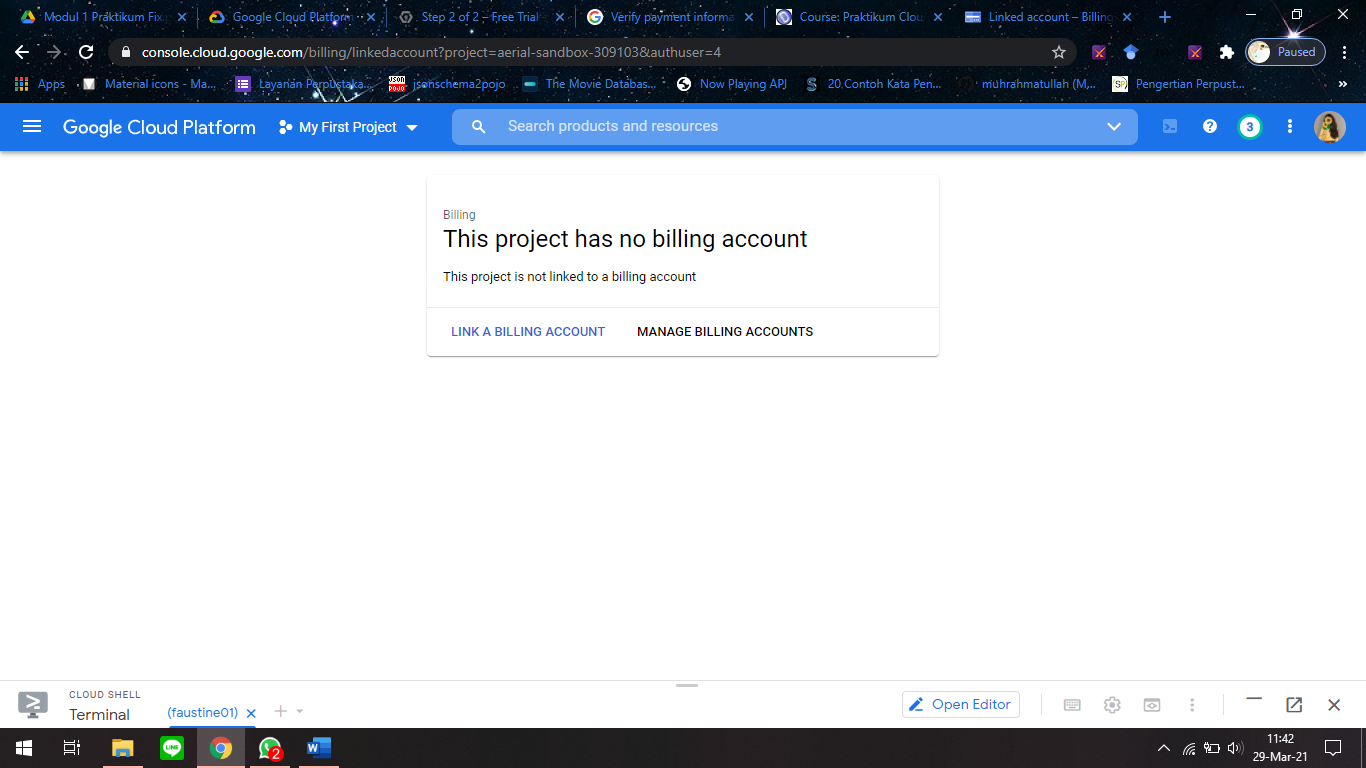 Modul 1 Praktikum Fix.
Google Cloud Platform
Step 2 of 2 – Free Trial
Verify payment informa
Course: Praktikum Clou
Linked account – Billing
console.cloud.google.com/billing/linkedaccount?project=aerial-sandbox-309103&authuser=4
Paused
Apps
Material icons - Ma...
Layanan Perpustaka...
JSON
POJO
jsonschema2pojo
The Movie Databas...
Now Playing APJ
20 Contoh Kata Pen...
muhrahmatullah (M,...
Pengertian Perpust...
Google Cloud Platform
My First Project
Search products and resources
3
Billing
This project has no billing account
This project is not linked to a billing account
LINK A BILLING ACCOUNT
MANAGE BILLING ACCOUNTS
CLOUD SHELL
Terminal
(faustine01)
Open Editor
LINE
2
11:42
29-Mar-21